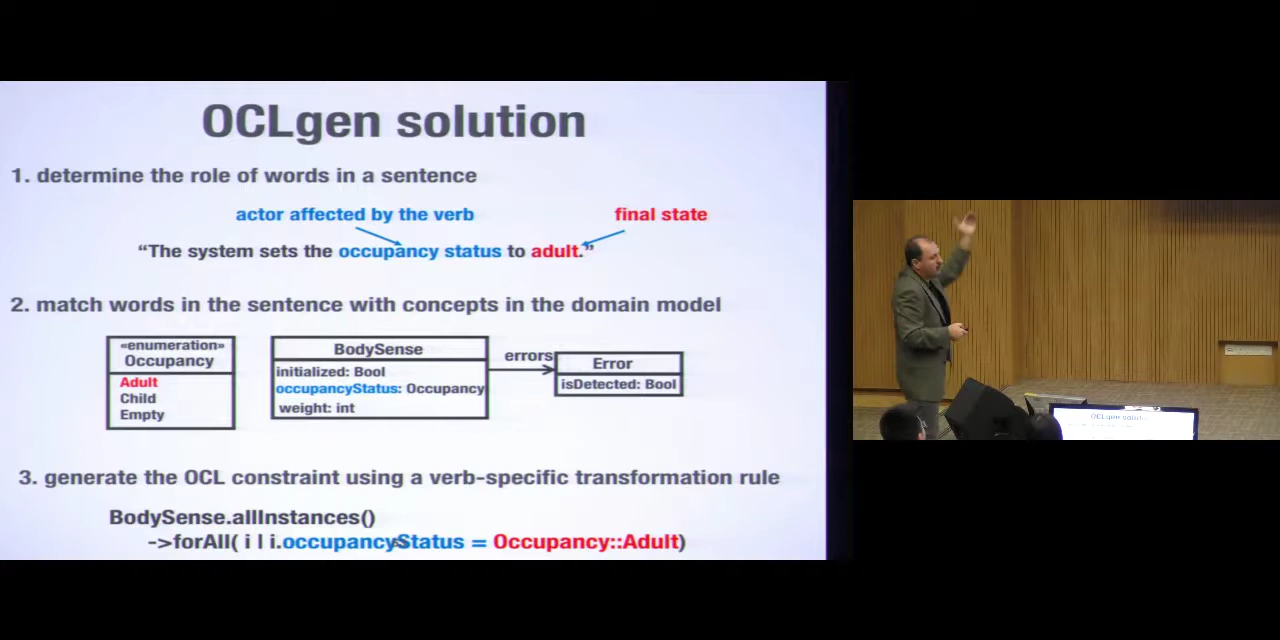 OCLgen solution
1. determine the role of words in a sentence
actor affected by the verb
final state
“The system sets the occupancy status to adult.”
2. match words in the sentence with concepts in the domain model
«enumeration»
Occupancy
Adult
Child
Empty
BodySense
initialized: Bool
occupancyStatus: Occupancy
weight: int
errors
Error
isDetected: Bool
3. generate the OCL constraint using a verb-specific transformation rule
BodySense.allInstances()
->forAll( i | i.occupancyStatus = Occupancy::Adult)
OCLgen solut